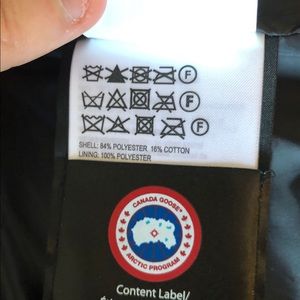 F
F
F
SHELL: 84% POLYESTER, 16% COTTON
LINING: 100% POLYESTER
CANADA GOOSE
ARCTIC PROGRAM
Content Label/